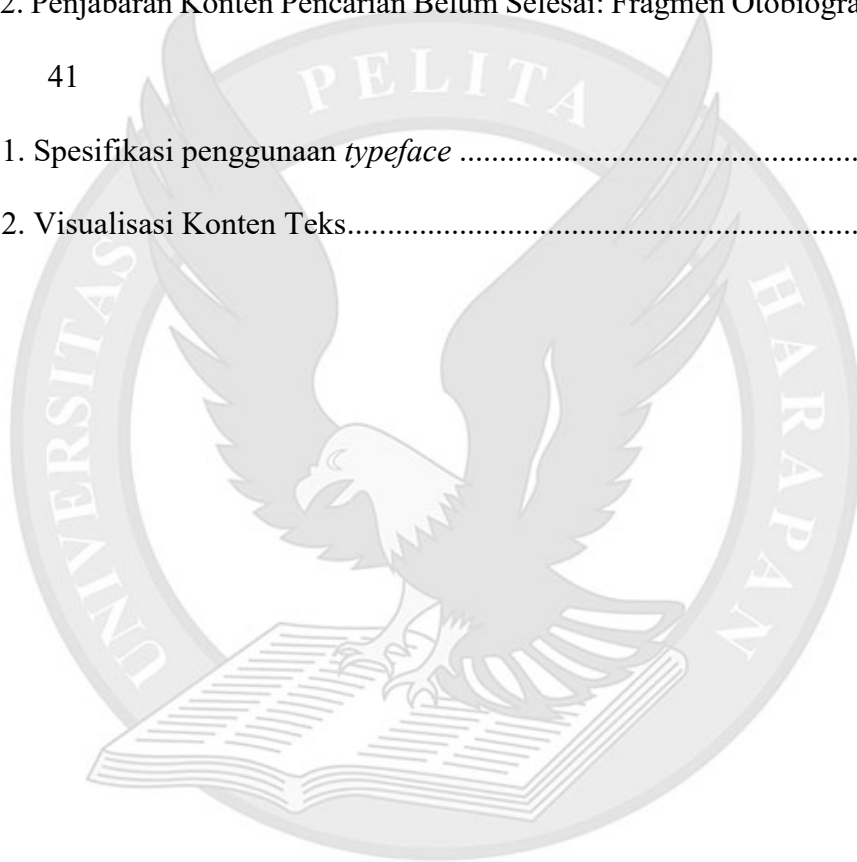 2. Penjabaran Konten Pencarian Belum Selesai: Fragmen
41
1. Spesifikasi penggunaan typeface ..........................................
2. Visualisasi Konten Teks......................................................
UNIVERSITAS PELITA HARAPAN